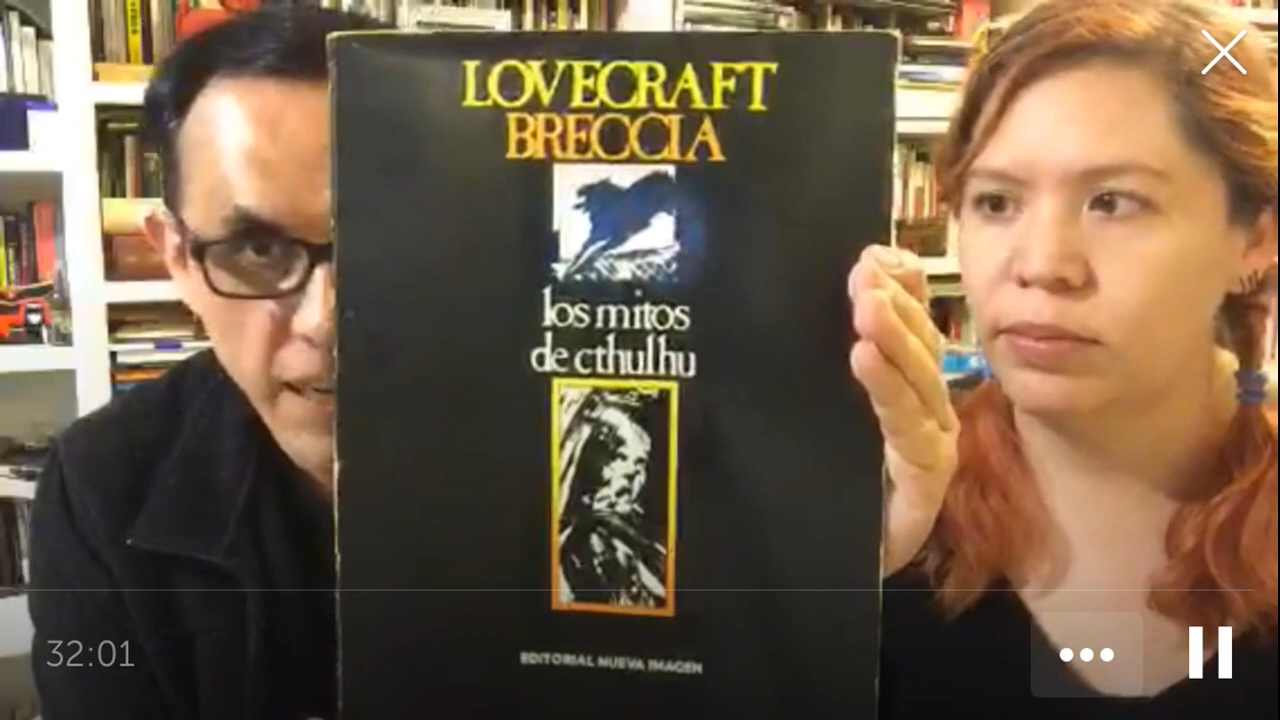 LOVECRAFT
BRECCIA
los mitos
de cthulhu
EDITORIAL NUEVA IMAGEN
32:01